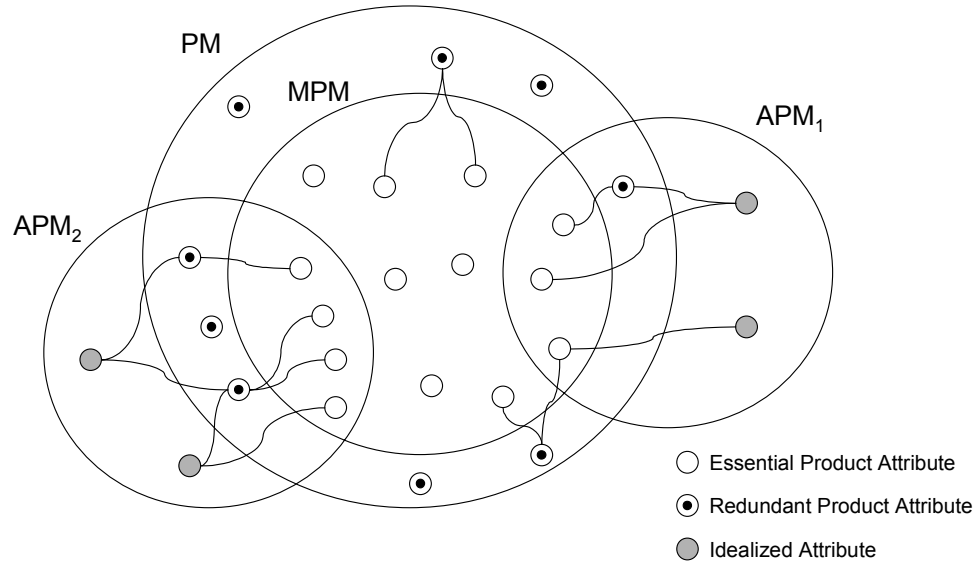 PM
MPM
APM₁
APM₂
Essential Product Attribute
Redundant Product Attribute
Idealized Attribute